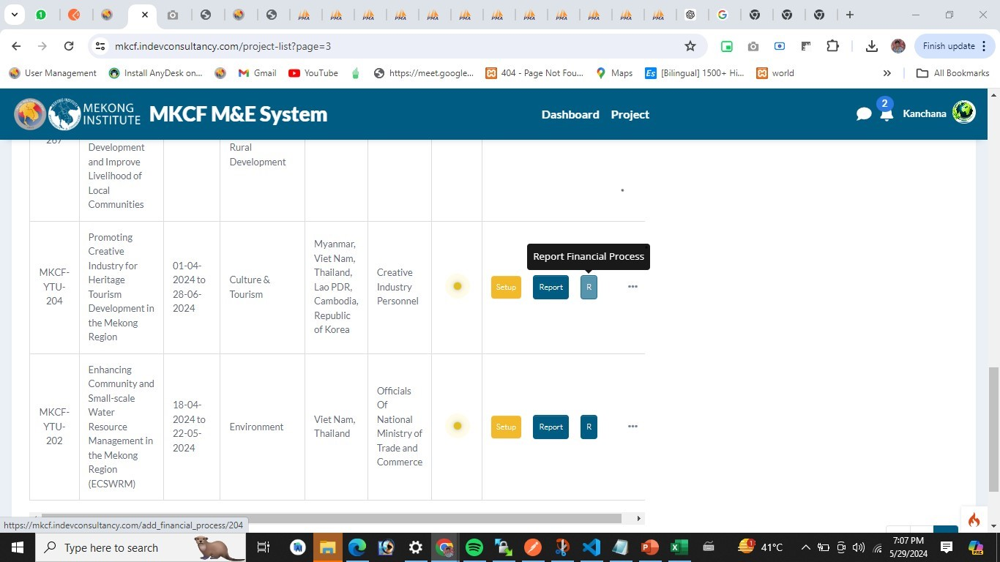 1
PMA
PMA
PMA
PMA
PMA
PMA
PMA
PMA
PMA
PMA
PMA
PMA
mkcf.indevconsultancy.com/project-list?page=3
Finish update
User Management
Install AnyDesk on...
Gmail
YouTube
https://meet.google...
404 - Page Not Fou...
Maps
Es
[Bilingual] 1500+ Hi...
world
»
All Bookmarks
MEKONG
INSTITUTE
MKCF M&E System
Dashboard
Project
2
Kanchana
267
Development
and Improve
Livelihood of
Local
Communities
Rural
Development
MKCF-
YTU-
204
Promoting
Creative
Industry for
Heritage
Tourism
Development in
the Mekong
Region
01-04-
2024 to
28-06-
2024
Culture &
Tourism
Myanmar,
Viet Nam,
Thailand,
Lao PDR,
Cambodia,
Republic
of Korea
Creative
Industry
Personnel
Report Financial Process
Setup
Report
R
•••
MKCF-
YTU-
202
Enhancing
Community and
Small-scale
Water
Resource
Management in
the Mekong
Region
(ECSWRM)
18-04-
2024 to
22-05-
2024
Environment
Viet Nam,
Thailand
Officials
Of
National
Ministry of
Trade and
Commerce
Setup
Report
R
•••
https://mkcf.indevconsultancy.com/add_financial_process/204
Type here to search
41°C
7:07 PM
5/29/2024
PRE